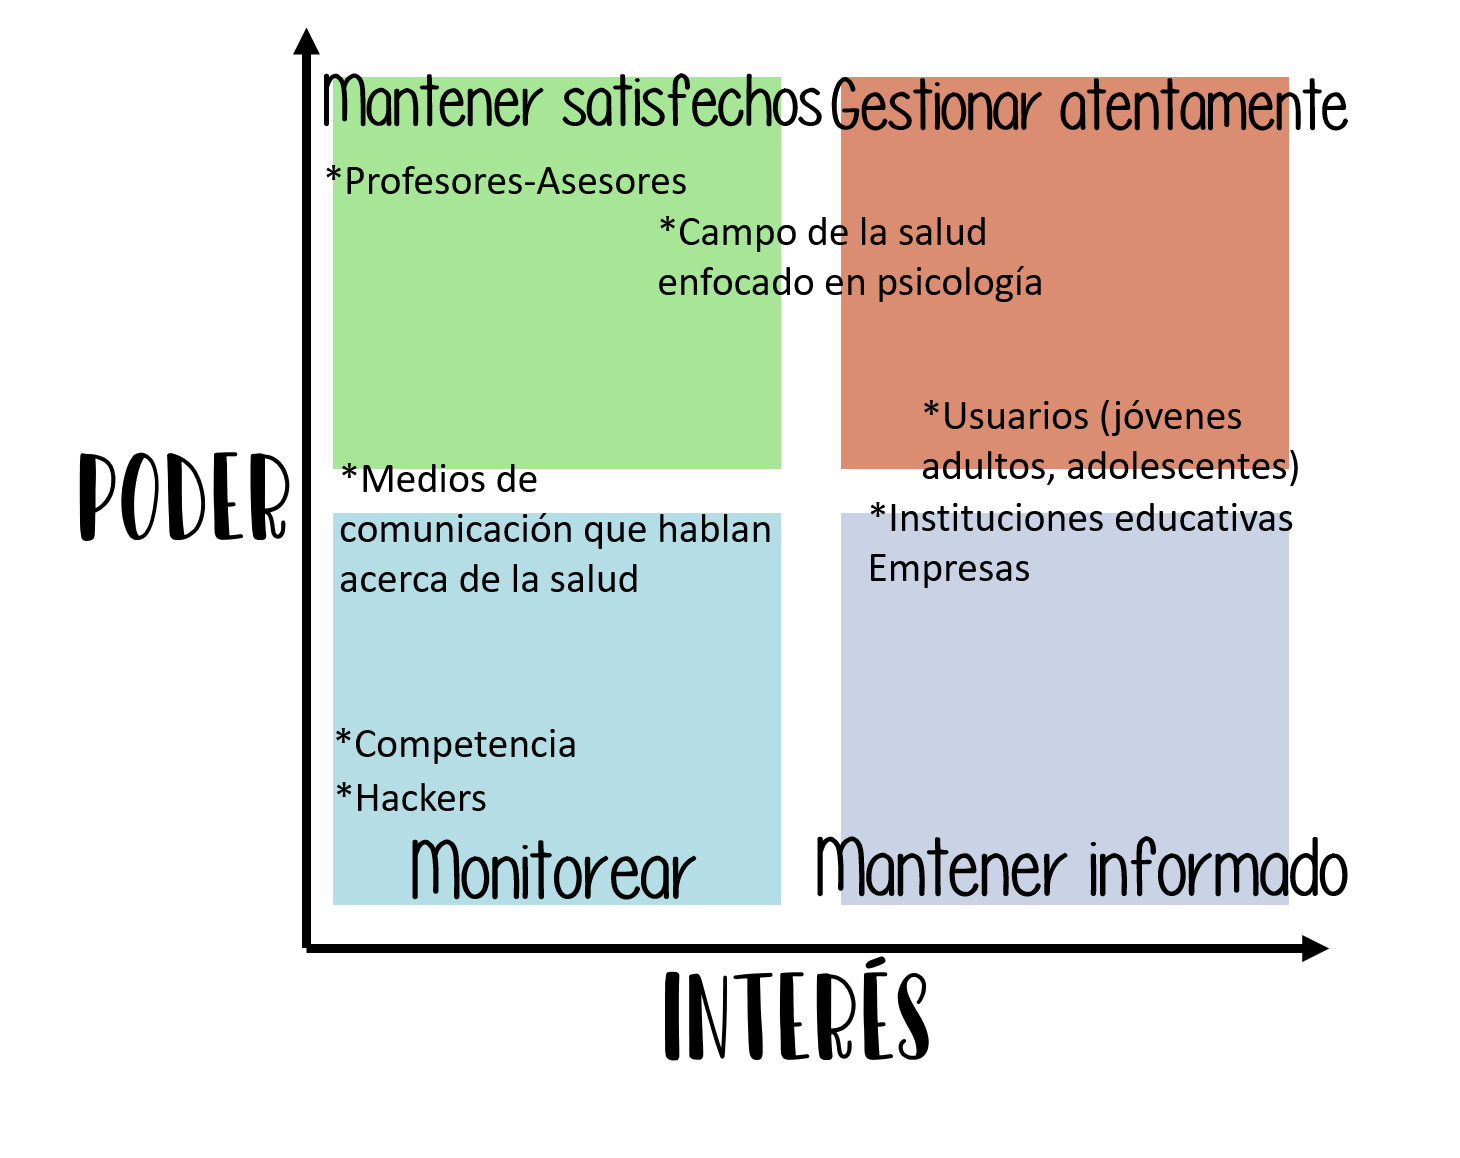 Mantener satisfechos
Gestionar atentamente
*Profesores-Asesores
*Campo de la salud
enfocado en psicología
*Usuarios (jóvenes
adultos, adolescentes)
PODER
*Medios de
comunicación que hablan
acerca de la salud
*Instituciones educativas
Empresas
*Competencia
*Hackers
Monitorear
Mantener informado
INTERÉS